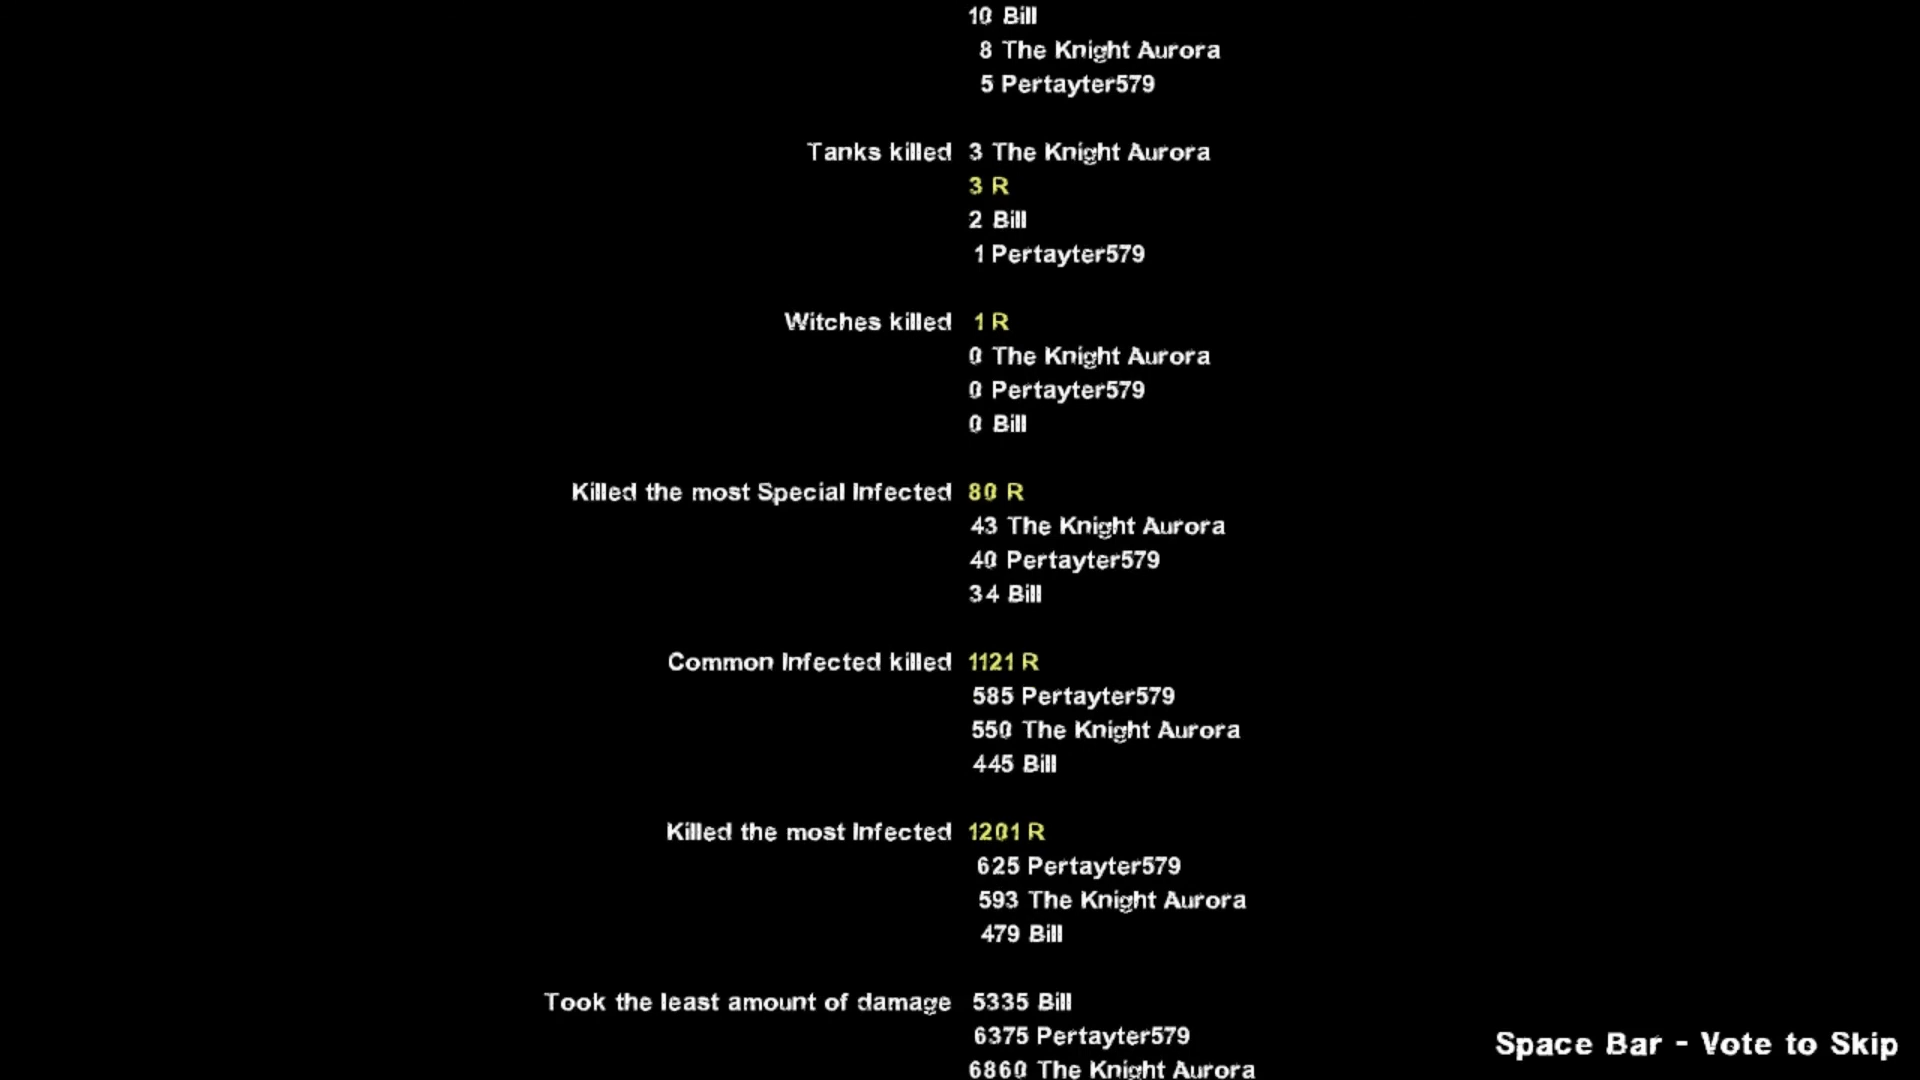 10 Bill
8 The Knight Aurora
5 Pertayter579
Tanks killed 3 The Knight Aurora
3 R
2 Bill
1 Pertayter579
Witches killed 1 R
0 The Knight Aurora
0 Pertayter579
0 Bill
Killed the most Special Infected 80 R
43 The Knight Aurora
40 Pertayter579
34 Bill
Common Infected killed 1121 R
585 Pertayter579
550 The Knight Aurora
445 Bill
Killed the most Infected 1201 R
625 Pertayter579
593 The Knight Aurora
479 Bill
Took the least amount of damage 5335 Bill
6375 Pertayter579
6860 The Knight Aurora
Space Bar - Vote to Skip